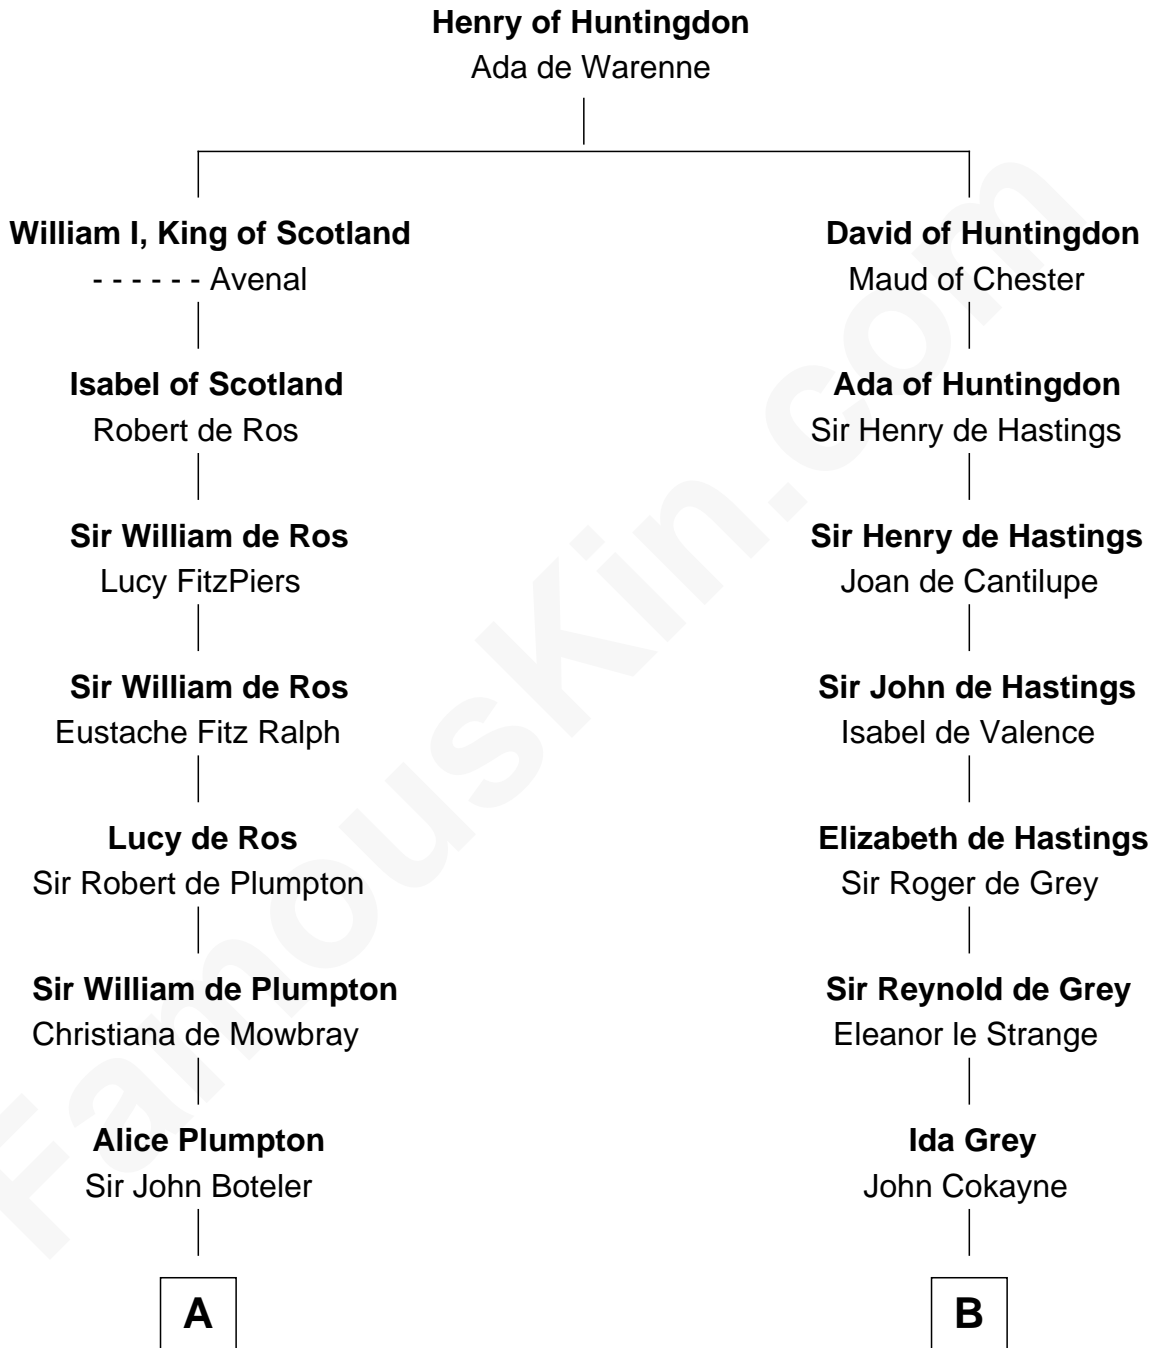 Henry of Huntingdon
Ada de Warenne
William I, King of Scotland
- - - - - - Avenal
Isabel of Scotland
Robert de Ros
Sir William de Ros
Lucy FitzPiers
Sir William de Ros
Eustache Fitz Ralph
Lucy de Ros
Sir Robert de Plumpton
Sir William de Plumpton
Christiana de Mowbray
Alice Plumpton
Sir John Boteler
A
David of Huntingdon
Maud of Chester
Ada of Huntingdon
Sir Henry de Hastings
Sir Henry de Hastings
Joan de Cantilupe
Sir John de Hastings
Isabel de Valence
Elizabeth de Hastings
Sir Roger de Grey
Sir Reynold de Grey
Eleanor le Strange
Ida Grey
John Cokayne
B
FamousKin.com